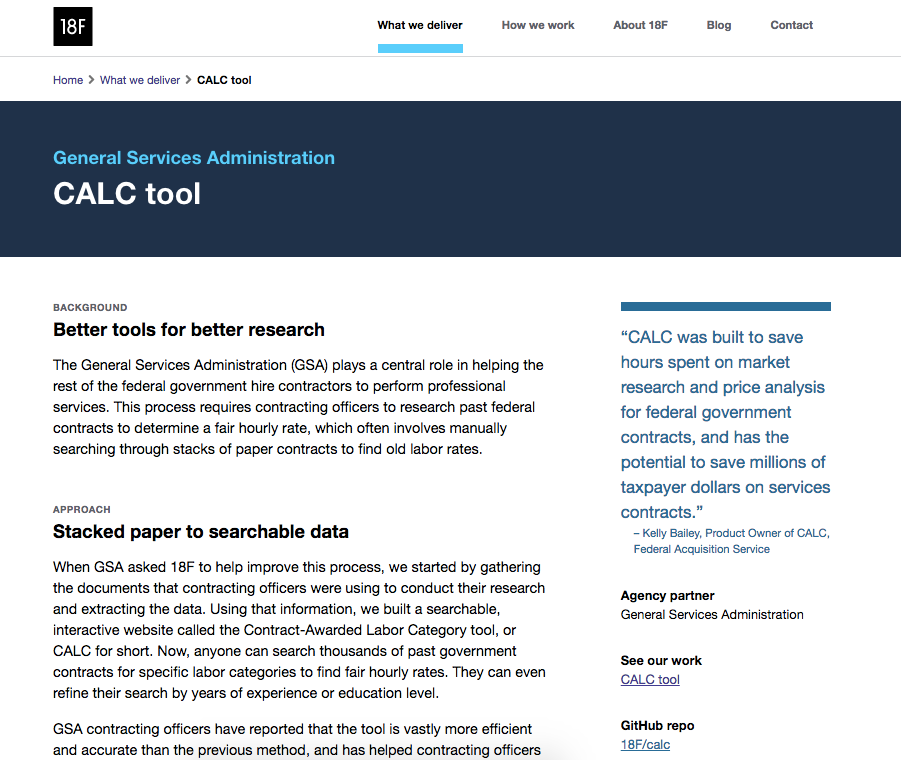 18F
What we deliver
How we work
About 18F
Blog
Contact
Home > What we deliver > CALC tool
General Services Administration
CALC tool
BACKGROUND
Better tools for better research
The General Services Administration (GSA) plays a central role in helping the
rest of the federal government hire contractors to perform professional
services. This process requires contracting officers to research past federal
contracts to determine a fair hourly rate, which often involves manually
searching through stacks of paper contracts to find old labor rates.
APPROACH
Stacked paper to searchable data
When GSA asked 18F to help improve this process, we started by gathering
the documents that contracting officers were using to conduct their research
and extracting the data. Using that information, we built a searchable,
interactive website called the Contract-Awarded Labor Category tool, or
CALC for short. Now, anyone can search thousands of past government
contracts for specific labor categories to find fair hourly rates. They can even
refine their search by years of experience or education level.
GSA contracting officers have reported that the tool is vastly more efficient
and accurate than the previous method, and has helped contracting officers
“CALC was built to save
hours spent on market
research and price analysis
for federal government
contracts, and has the
potential to save millions of
taxpayer dollars on services
contracts.”
– Kelly Bailey, Product Owner of CALC,
Federal Acquisition Service
Agency partner
General Services Administration
See our work
CALC tool
GitHub repo
18F/calc